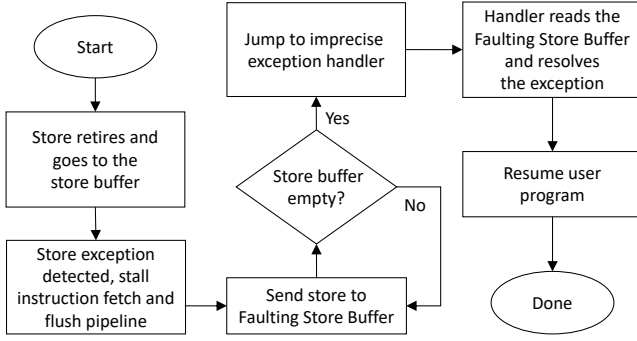 Start
Store retires and
goes to the
store buffer
Store exception
detected, stall
instruction fetch and
flush pipeline
Send store to
Faulting Store Buffer
Store buffer
empty?
No
Yes
Jump to imprecise
exception handler
Handler reads the
Faulting Store Buffer
and resolves
the exception
Resume user
program
Done